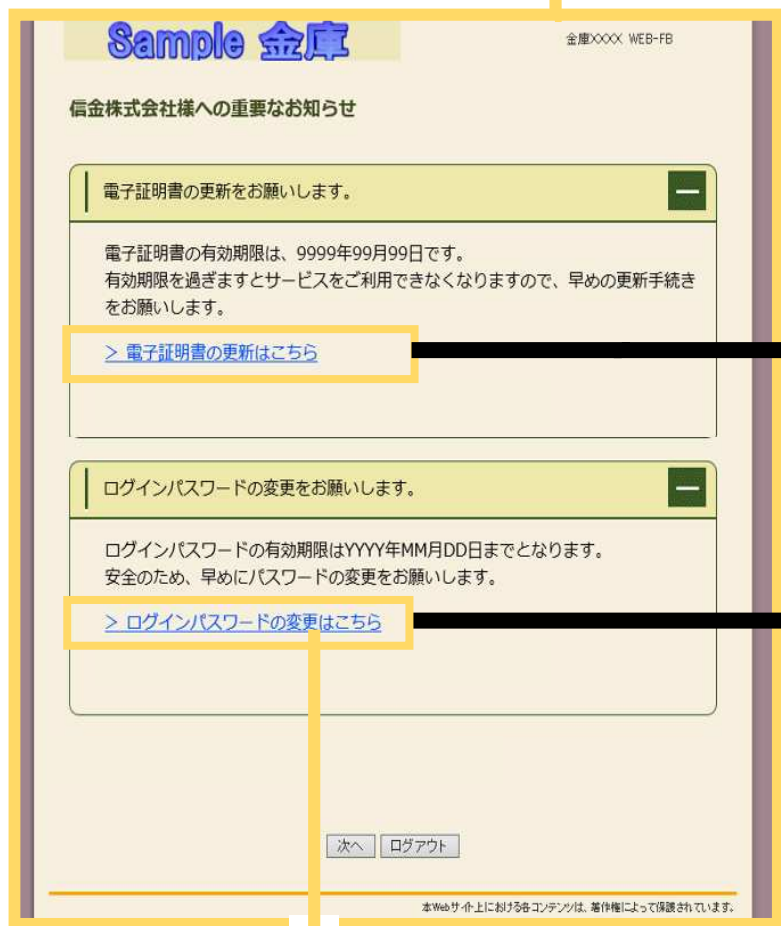 Sample 金庫
金庫XXXX WEB-FB
信金株式会社様への重要なお知らせ
電子証明書の更新をお願いします。
電子証明書の有効期限は、9999年99月99日です。
有効期限を過ぎますとサービスをご利用できなくなりますので、早めの更新手続き
をお願いします。
> 電子証明書の更新はこちら
ログインパスワードの変更をお願いします。
ログインパスワードの有効期限はYYYY年MM月DD日までとなります。
安全のため、早めにパスワードの変更をお願いします。
> ログインパスワードの変更はこちら
次へ ログアウト
本Webサイト上における各コンテンツは、著作権によって保護されています。